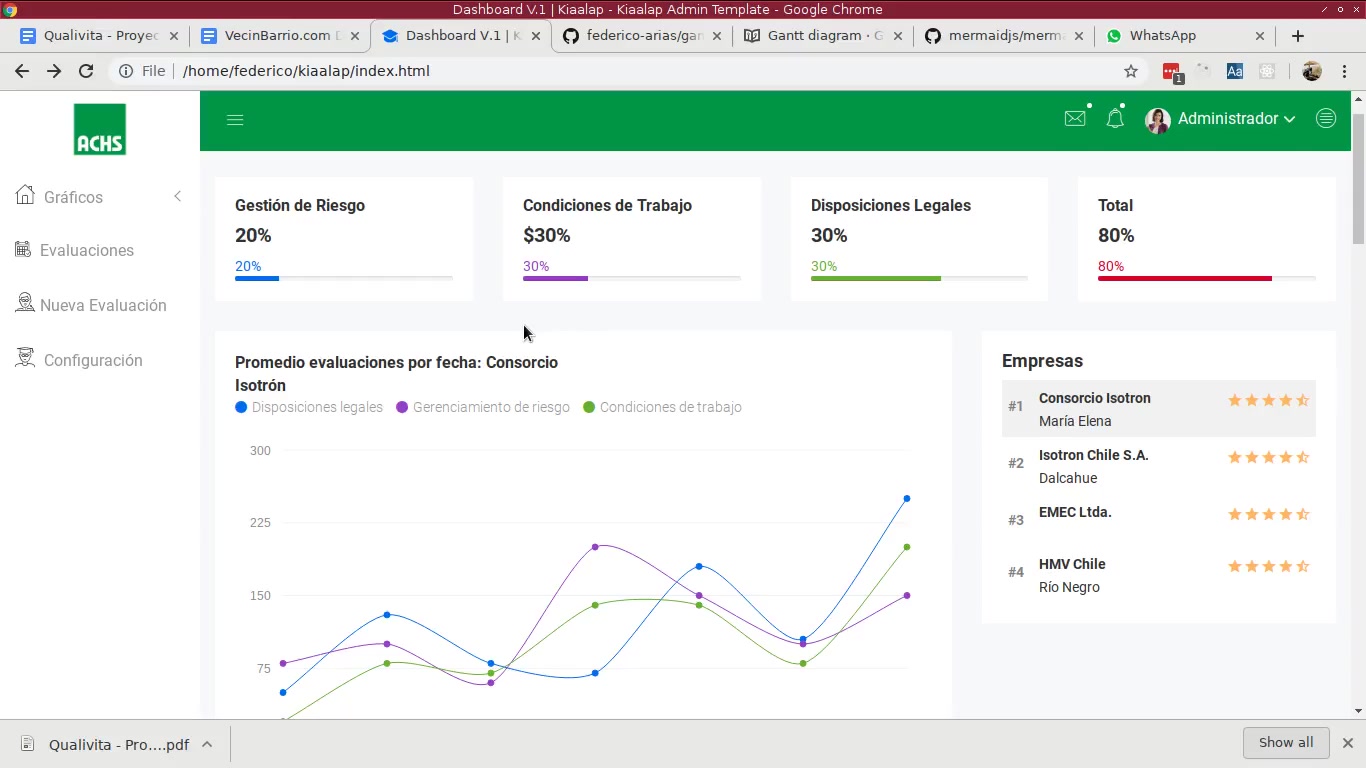 Dashboard V.1 | Kiaalap - Kiaalap Admin Template - Google Chrome
Qualivita - Proyec
VecinBarrio.com D
Dashboard V.1 | K
federico-arias/gan
Gantt diagram · G
mermaidjs/merm
WhatsApp
File
/home/federico/kiaalap/index.html
1
Aa
ACHS
Administrador
Gráficos
Evaluaciones
Nueva Evaluación
Configuración
Gestión de Riesgo
20%
20%
Condiciones de Trabajo
$30%
30%
Disposiciones Legales
30%
30%
Total
80%
80%
Promedio evaluaciones por fecha: Consorcio
Isotrón
Disposiciones legales
Gerenciamiento de riesgo
Condiciones de trabajo
300
225
150
75
Empresas
#1
Consorcio Isotron
María Elena
#2
Isotron Chile S.A.
Dalcahue
#3
EMEC Ltda.
#4
HMV Chile
Río Negro
Qualivita - Pro....pdf
Show all